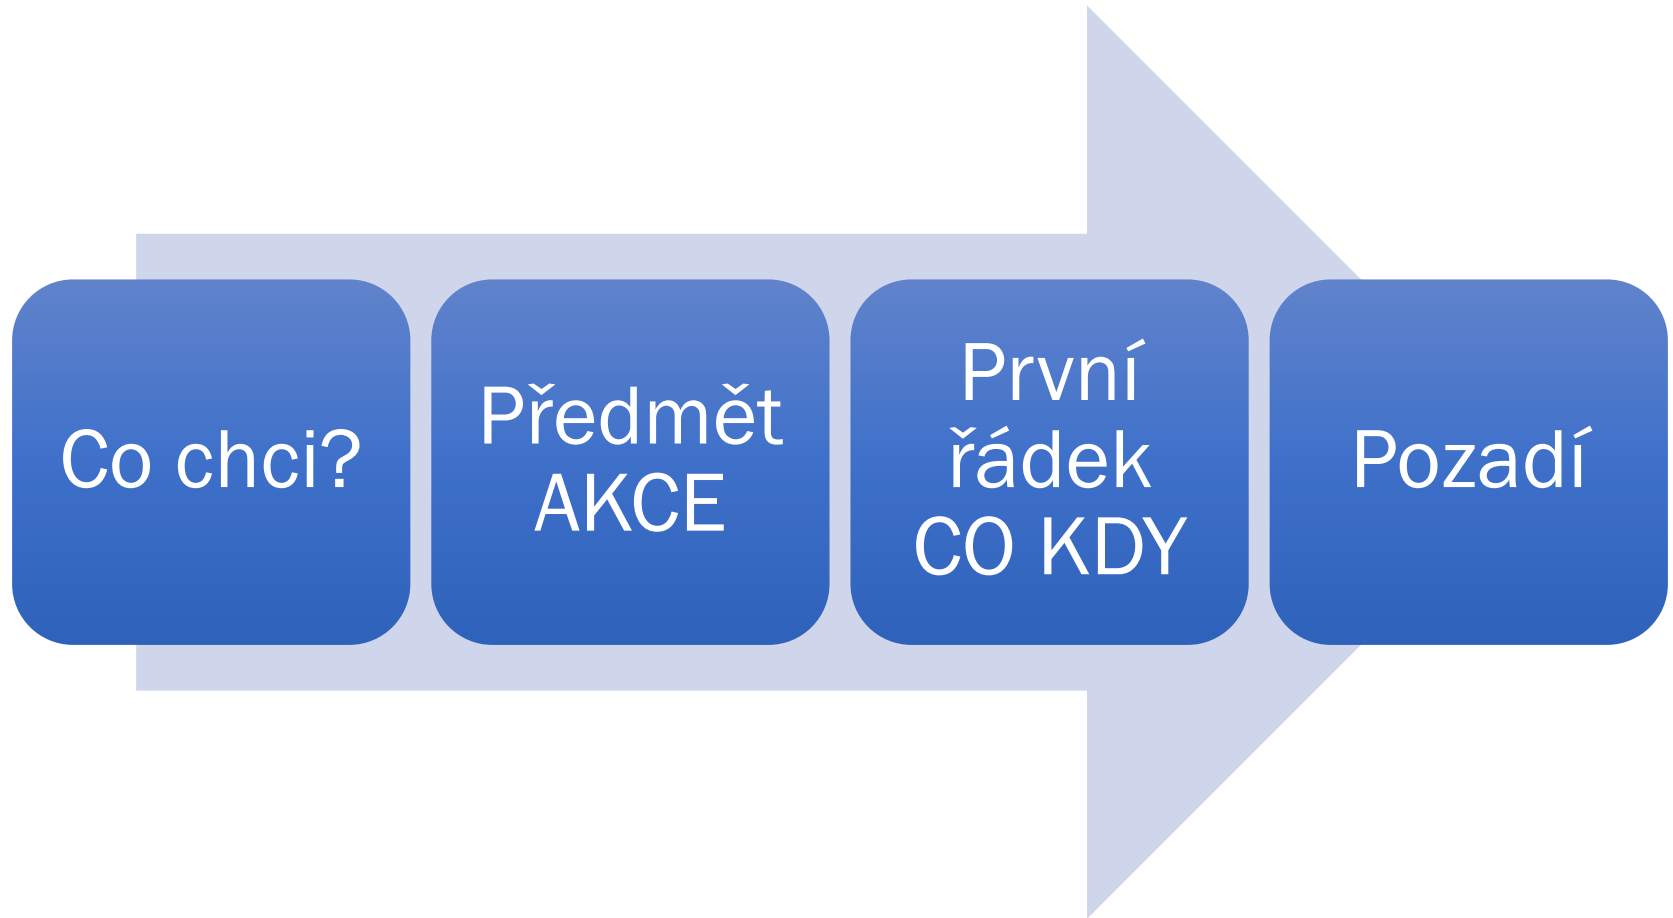 Co chci?
Předmět
AKCE
První
řádek
CO KDY
Pozadí